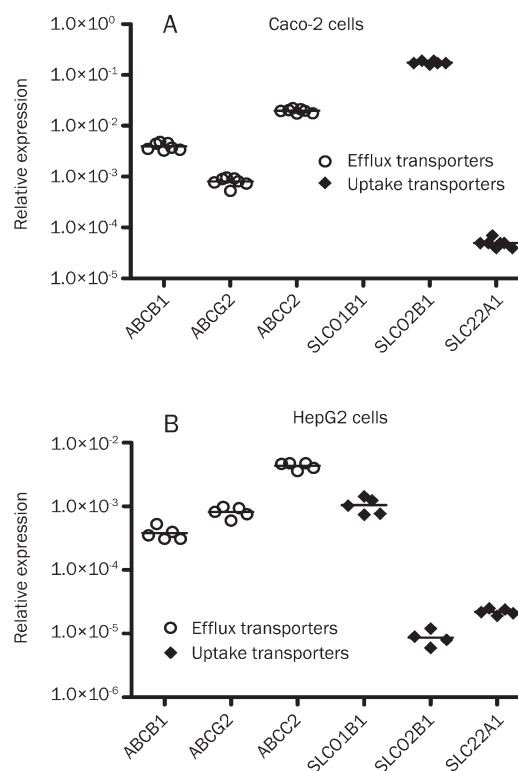 A
Caco-2 cells
Relative expression
1.0×10⁰
1.0×10⁻¹
1.0×10⁻²
1.0×10⁻³
1.0×10⁻⁴
1.0×10⁻⁵
Efflux transporters
Uptake transporters
ABCB1
ABCG2
ABCC2
SLCO1B1
SLCO2B1
SLC22A1
B
HepG2 cells
Relative expression
1.0×10⁻²
1.0×10⁻³
1.0×10⁻⁴
1.0×10⁻⁵
1.0×10⁻⁶
Efflux transporters
Uptake transporters
ABCB1
ABCG2
ABCC2
SLCO1B1
SLCO2B1
SLC22A1